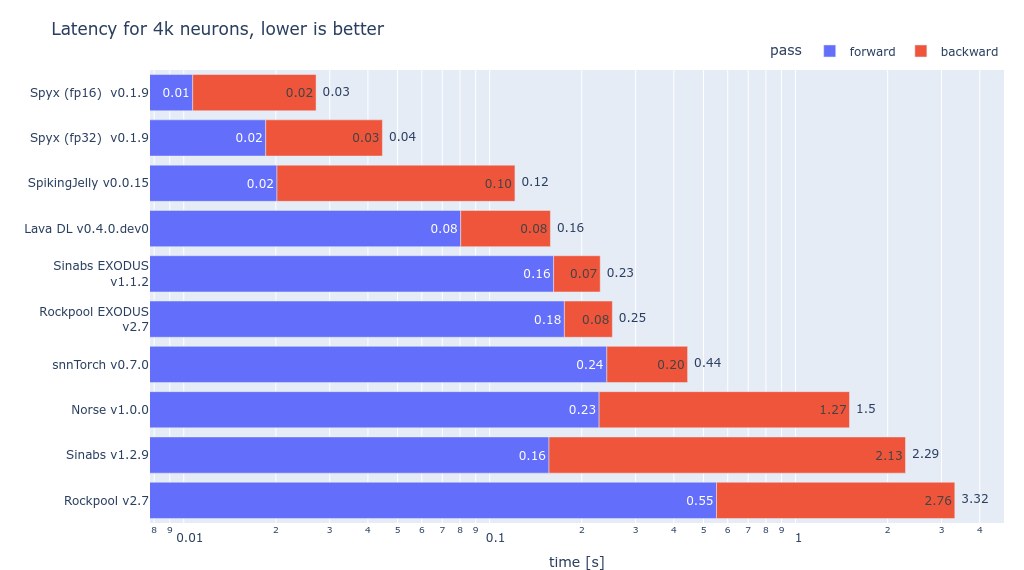 Latency for 4k neurons, lower is better
pass forward backward
Spyx (fp16) v0.1.9 0.01 0.02 0.03
Spyx (fp32) v0.1.9 0.02 0.03 0.04
SpikingJelly v0.0.15 0.02 0.10 0.12
Lava DL v0.4.0.dev0 0.08 0.08 0.16
Sinabs EXODUS
v1.1.2 0.16 0.07 0.23
Rockpool EXODUS
v2.7 0.18 0.08 0.25
snnTorch v0.7.0 0.24 0.20 0.44
Norse v1.0.0 0.23 1.27 1.5
Sinabs v1.2.9 0.16 2.13 2.29
Rockpool v2.7 0.55 2.76 3.32
8 9 0.01 2 3 4 5 6 7 8 9 0.1 2 3 4 5 6 7 8 9 1 2 3 4
time [s]